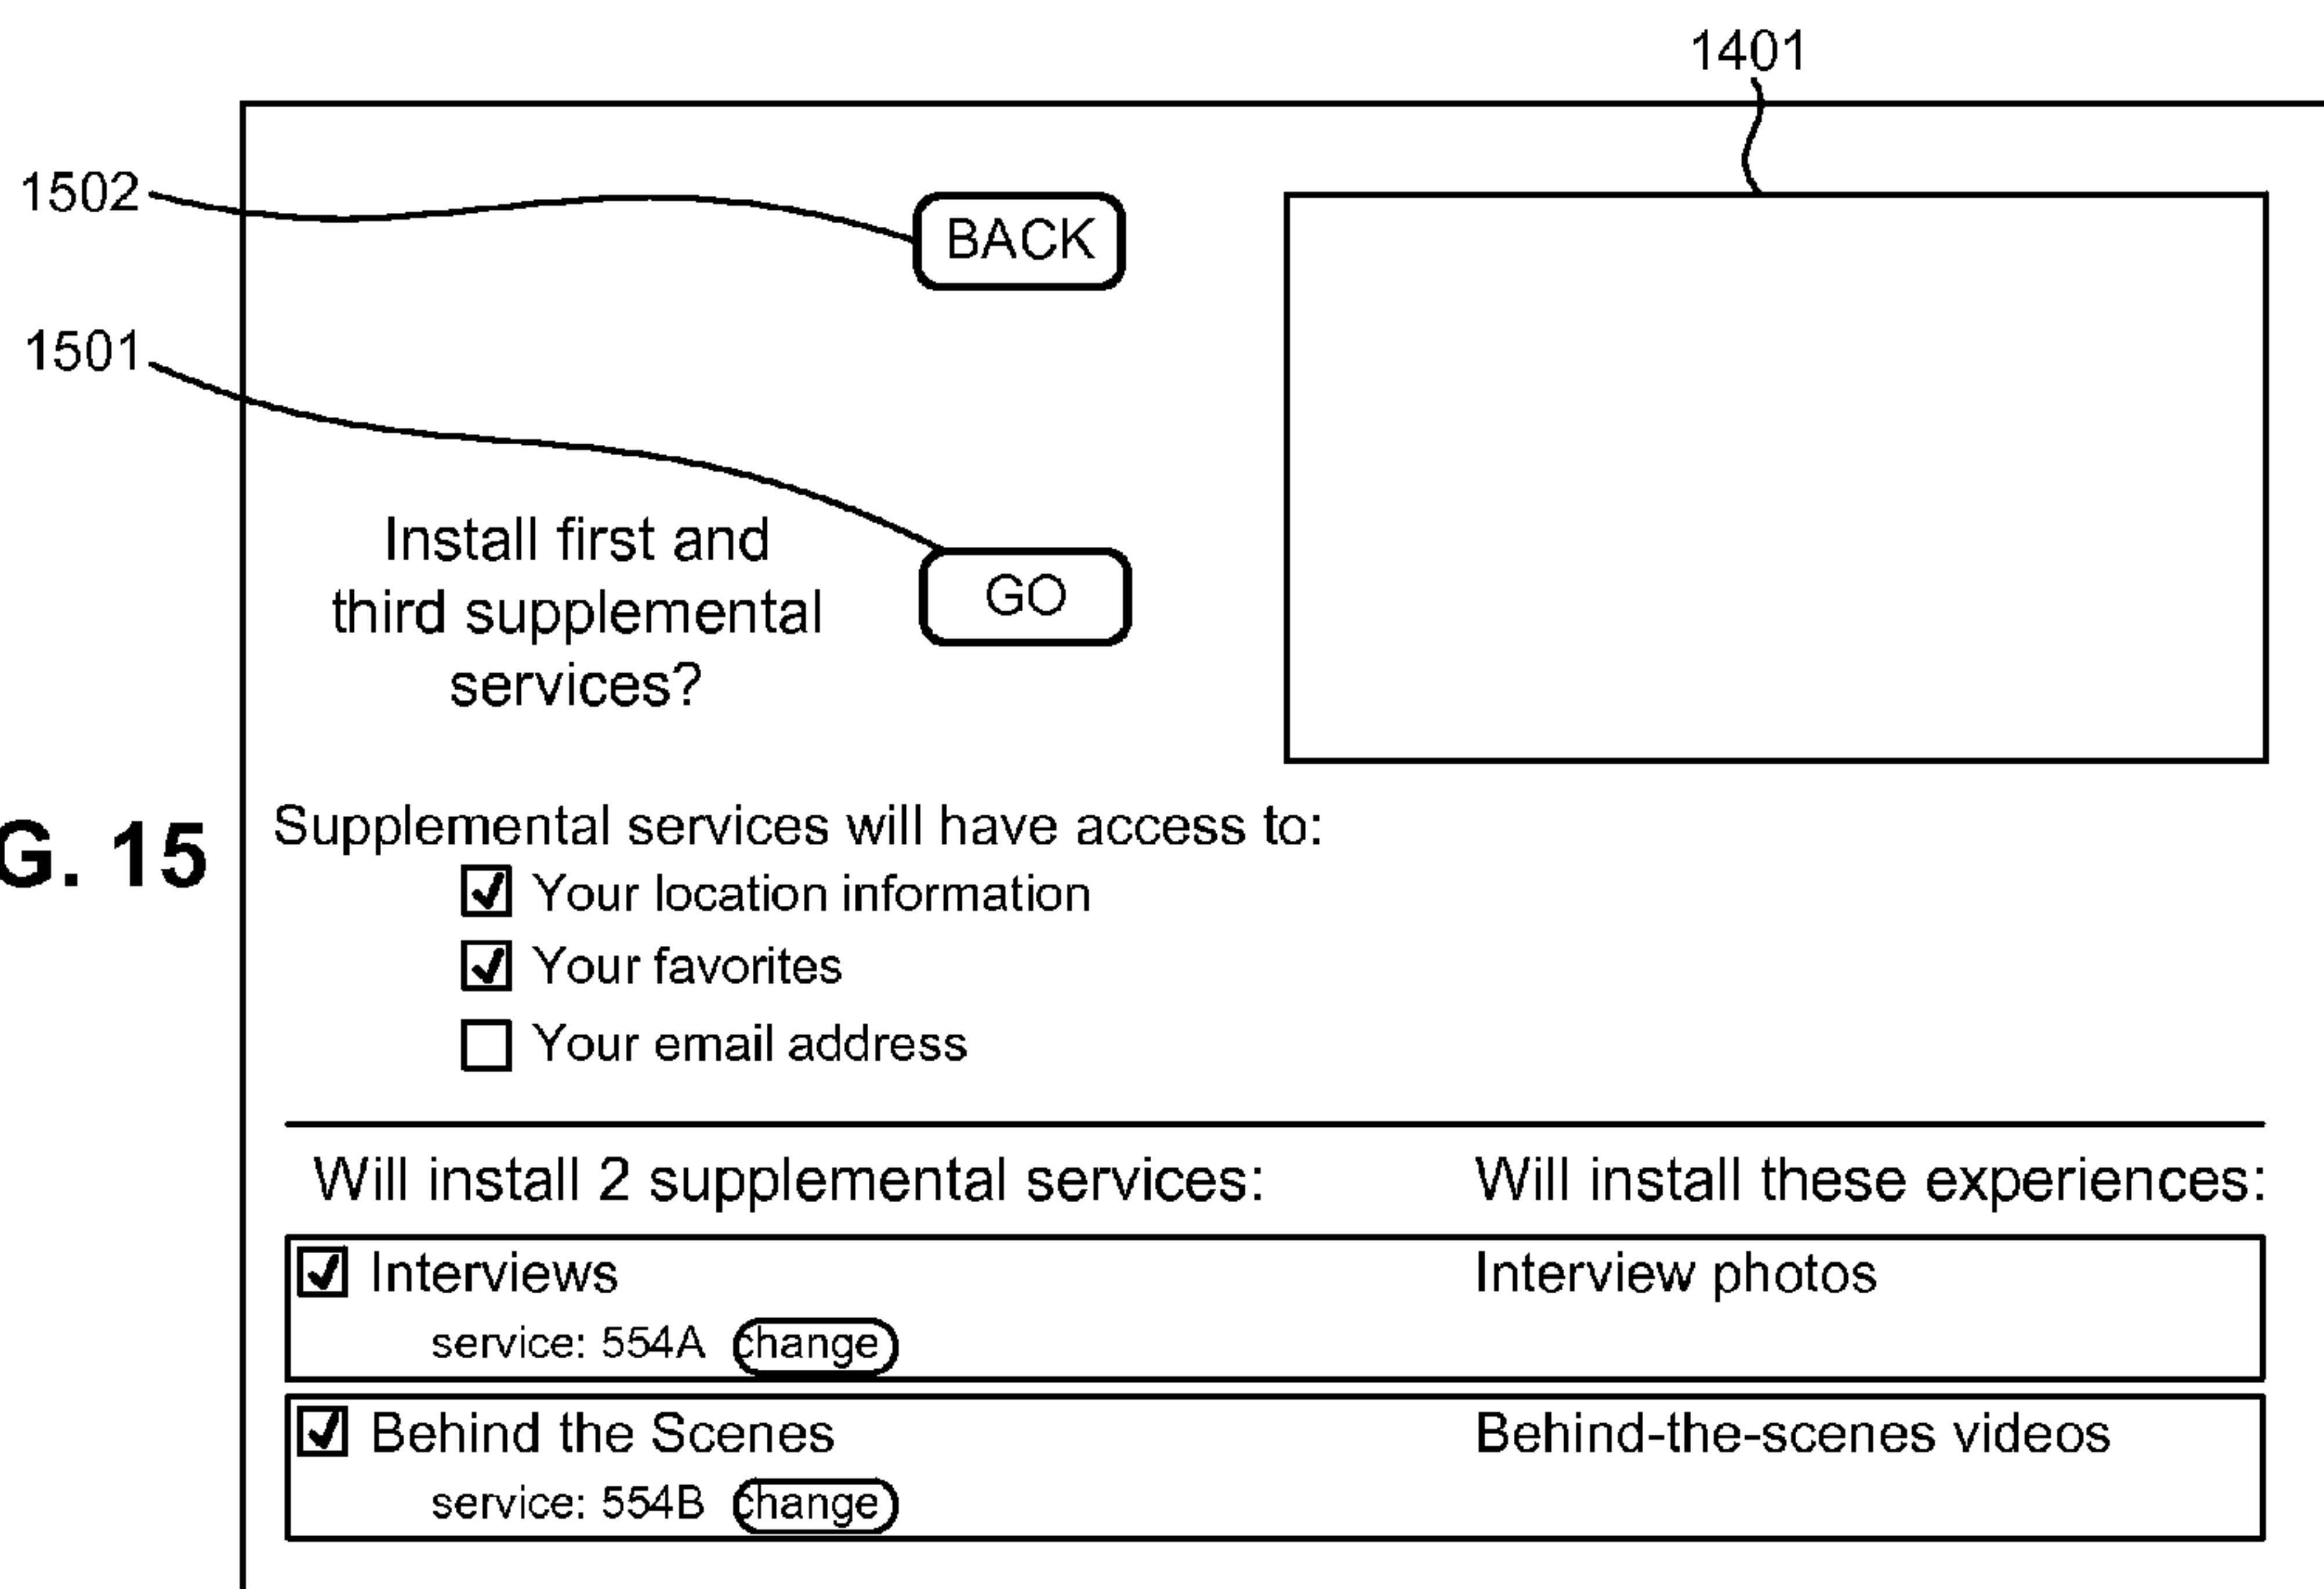 1401
1502
BACK
1501
Install first and
third supplemental
services?
GO
G. 15
Supplemental services will have access to:
Your location information
Your favorites
Your email address
Will install 2 supplemental services:
Will install these experiences:
Interviews
Interview photos
service: 554A change
Behind the Scenes
Behind-the-scenes videos
service: 554B change